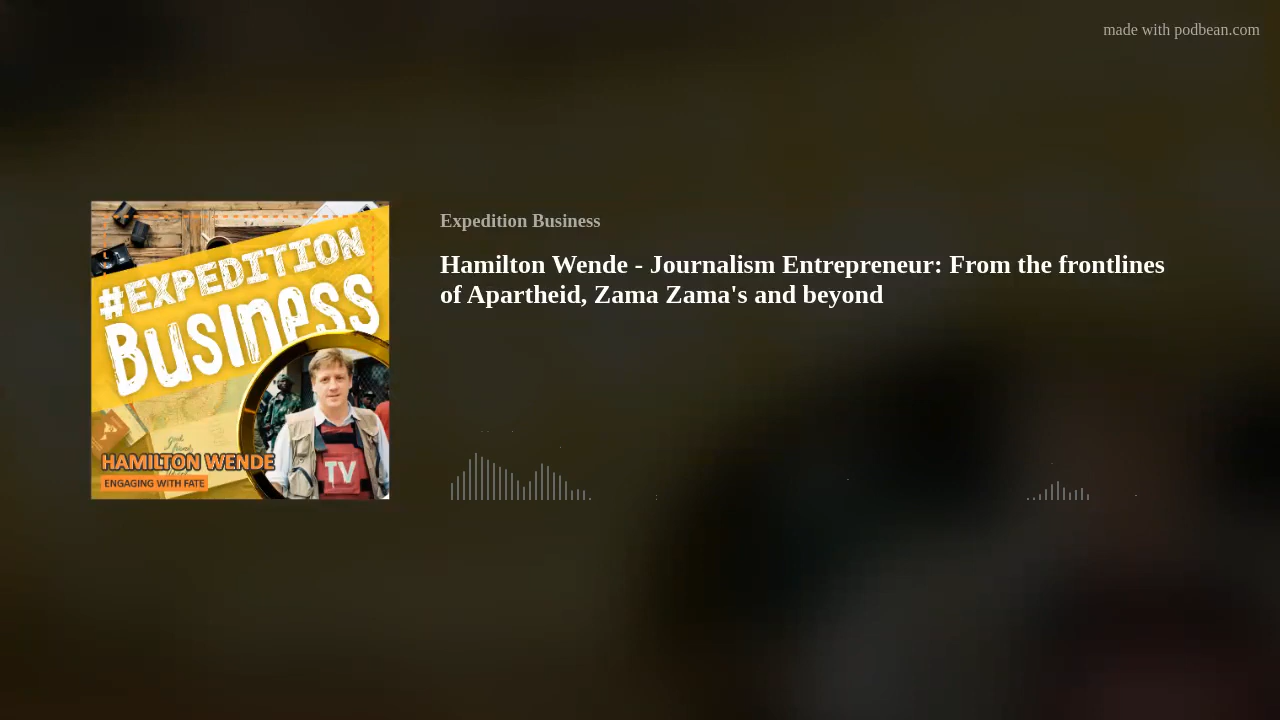 made with podbean.com
#EXPEDITION
Business
HAMILTON WENDE
ENGAGING WITH FATE
TV
Expedition Business
Hamilton Wende - Journalism Entrepreneur: From the frontlines
of Apartheid, Zama Zama's and beyond